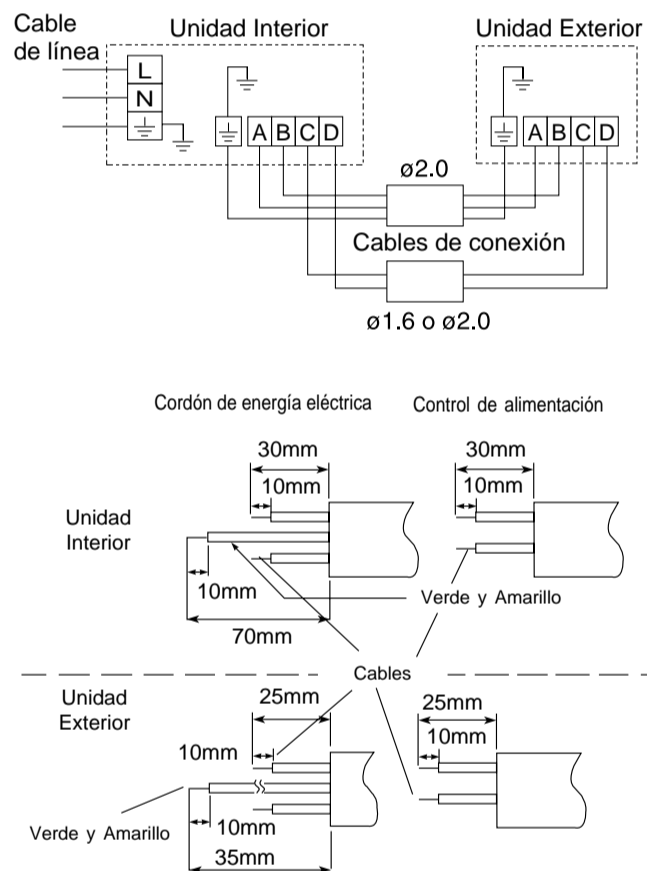 Cable
de línea
Unidad Interior
Unidad Exterior
L
N
A B C D
A B C D
ø2.0
Cables de conexión
ø1.6 o ø2.0
Cordón de energía eléctrica
Control de alimentación
30mm
10mm
30mm
10mm
Unidad
Interior
10mm
Verde y Amarillo
70mm
Cables
Unidad
Exterior
25mm
10mm
25mm
10mm
Verde y Amarillo
10mm
35mm